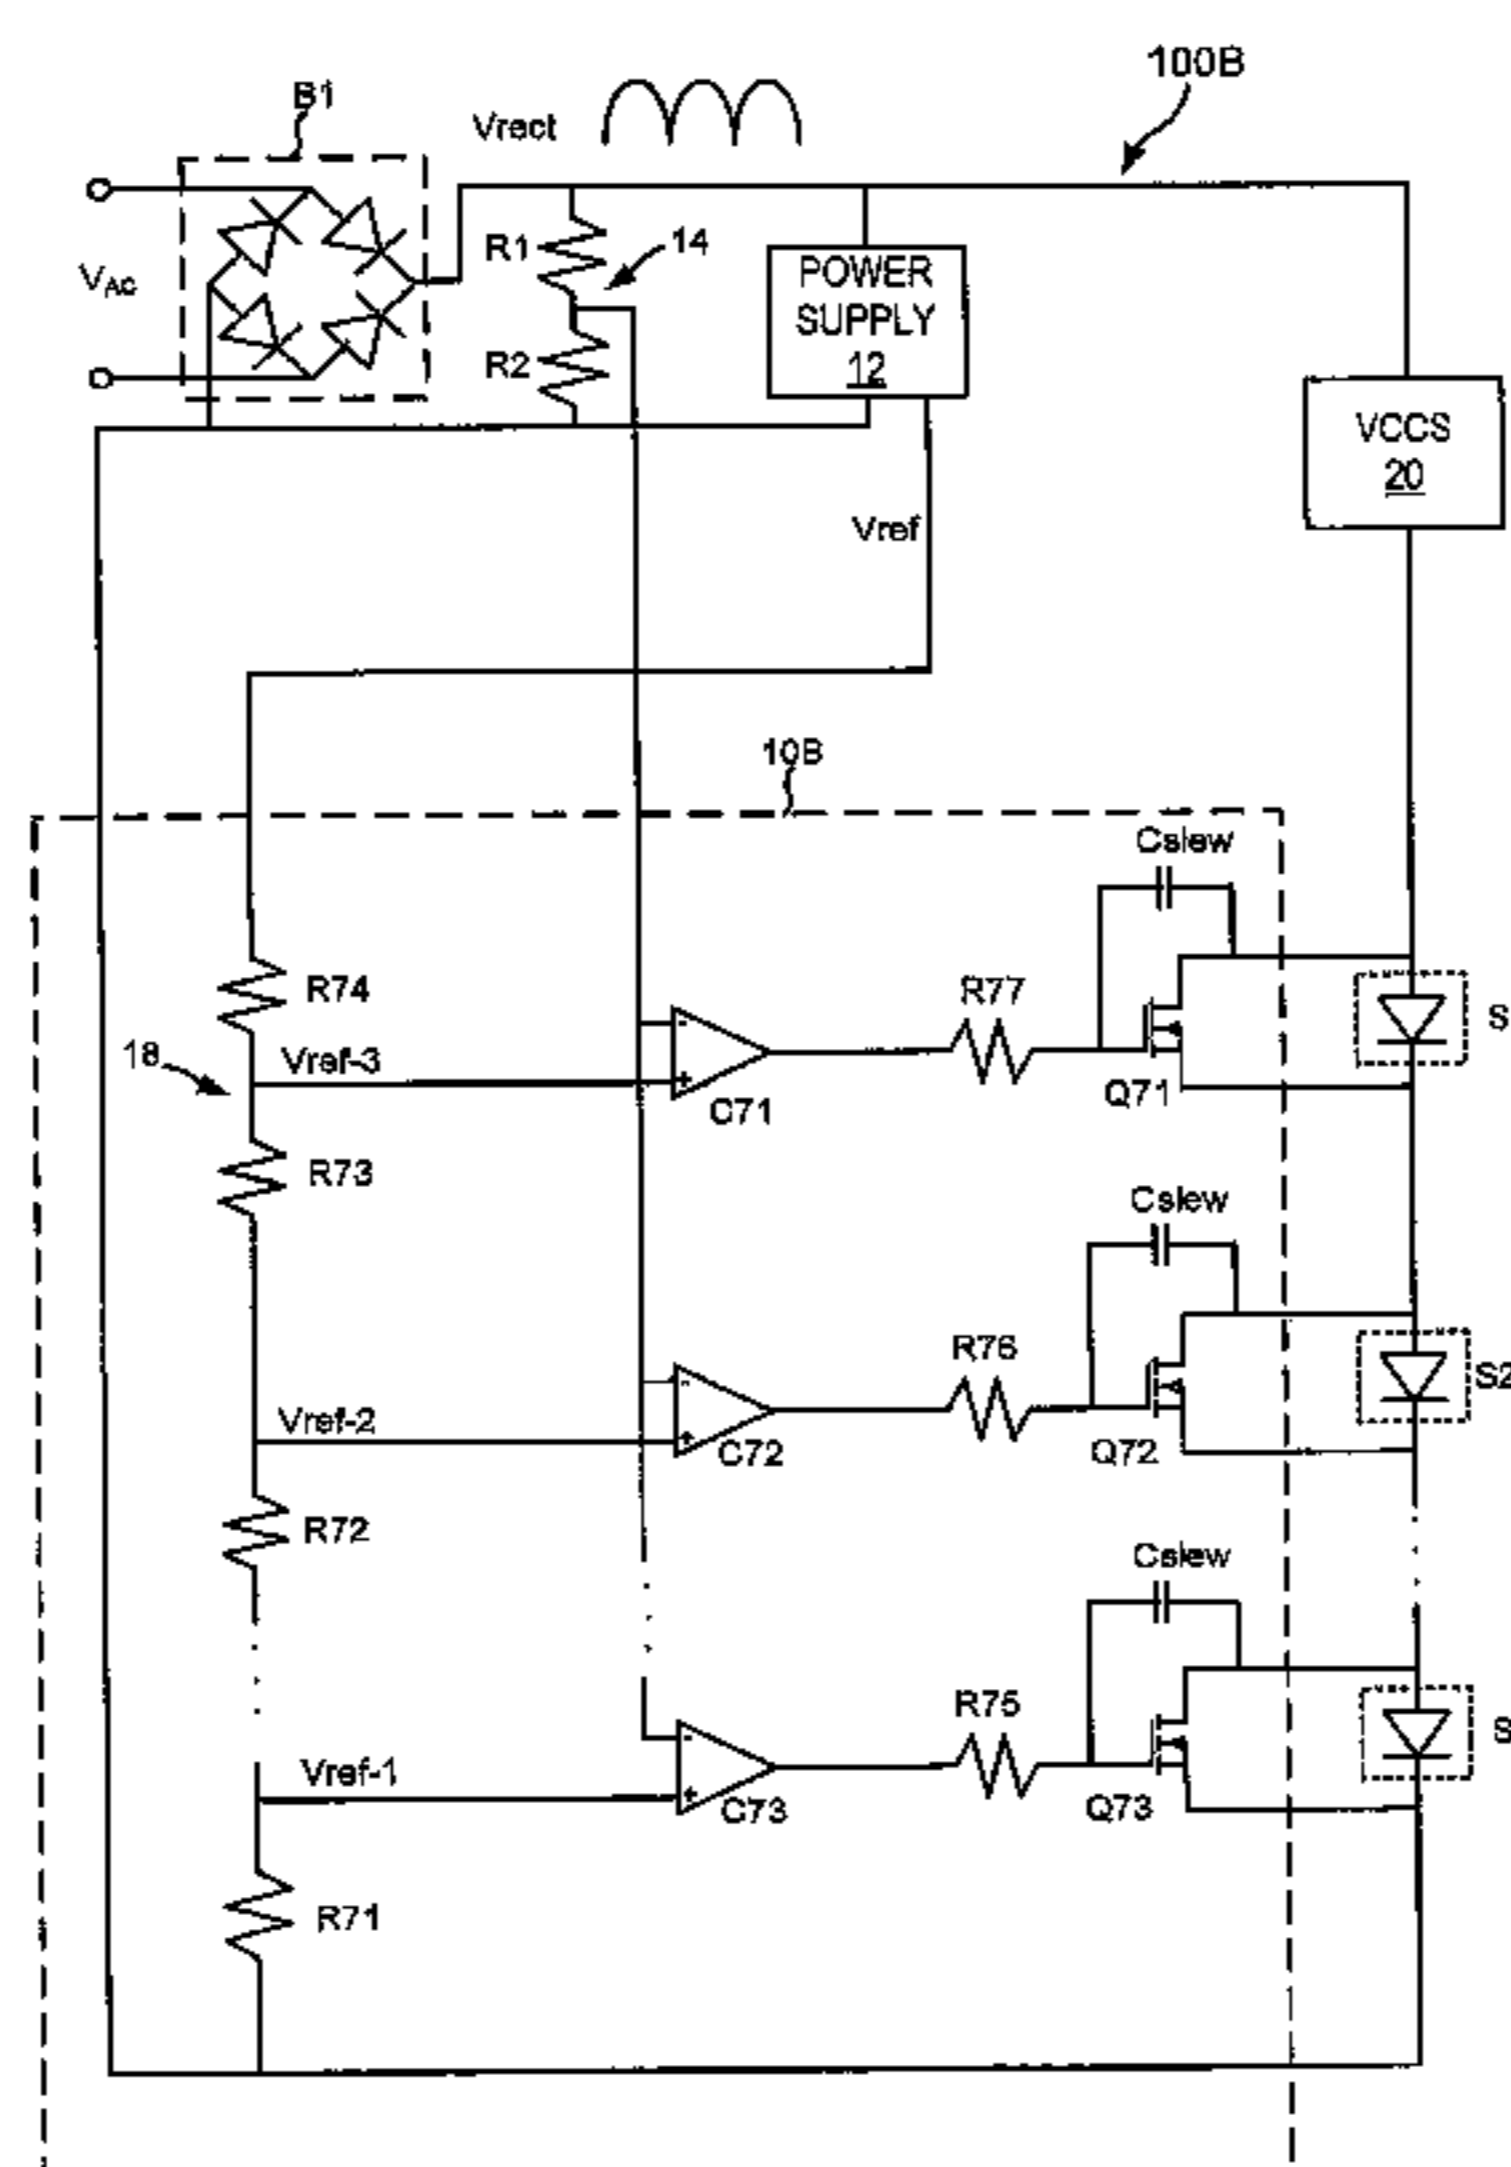 100B
B1
Vrect
VAC
R1
14
POWER
SUPPLY
12
R2
VCCS
20
Vref
10B
Cslew
R74
R77
S
18
Vref-3
-
+
C71
Q71
R73
Cslew
R76
S2
Vref-2
-
+
C72
Q72
R72
Cslew
R75
S
Vref-1
-
+
C73
Q73
R71